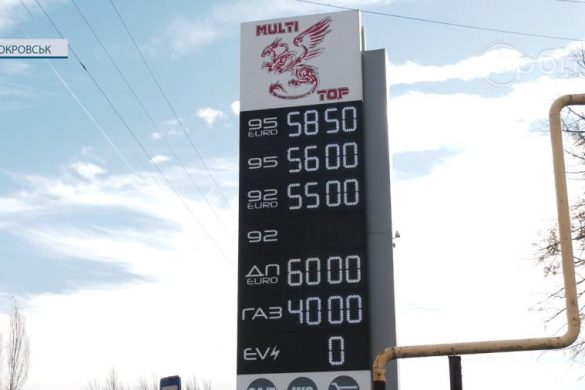 ОКРОВСЬК
MULTI
TOP
95 EURO 58 50
95 56 00
92 EURO 55 00
92
ДП EURO 60 00
ГАЗ 40 00
EV 0